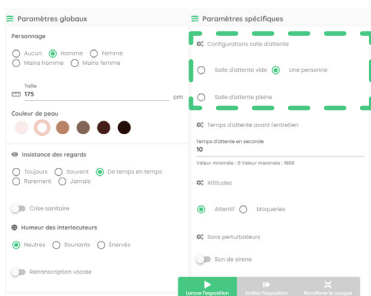 Paramètres globaux
Personnage
Aucun Homme Femme
Mains homme Mains femme
Taille
175 cm
Couleur de peau
Insistance des regards
Toujours Souvent De temps en temps
Rarement Jamais
Crise sanitaire
Humeur des interlocuteurs
Neutres Souriants Enervés
Retranscription vocale
Paramètres spécifiques
Configurations salle d'attente
Salle d'attente vide Une personne
Salle d'attente pleine
Temps d'attente avant l'entretien
Temps d'attente en seconde
10
Valeur minimale : 0 Valeur maximale : 1800
Attitudes
Attentif Moqueries
Sons perturbateurs
Son de sirene
Lancer l'exposition Arrêter l'exposition Recalibrer le casque